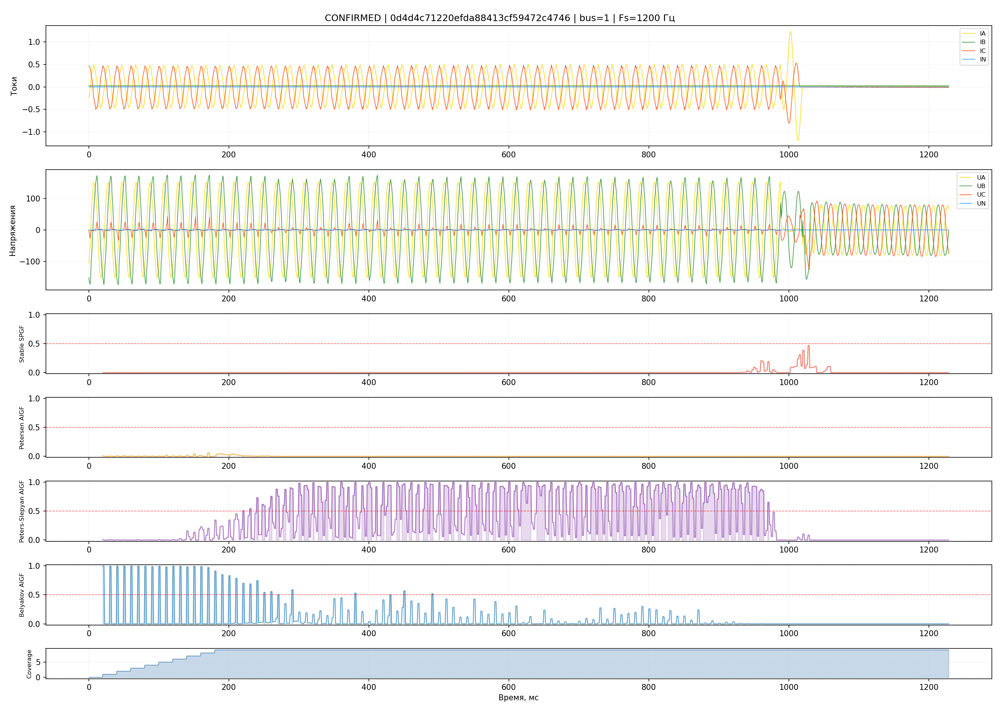 CONFIRMED | 0d4d4c71220efda88413cf59472c4746 | bus=1 | Fs=1200 Гц
Токи
1.0
0.5
0.0
−0.5
−1.0
IA
IB
IC
IN
0 200 400 600 800 1000 1200
Напряжения
100
0
−100
UA
UB
UC
UN
0 200 400 600 800 1000 1200
Stable SPGF
1.0
0.5
0.0
0 200 400 600 800 1000 1200
Petersen AIGF
1.0
0.5
0.0
0 200 400 600 800 1000 1200
Peters-Slepyan AIGF
1.0
0.5
0.0
0 200 400 600 800 1000 1200
Belyakov AIGF
1.0
0.5
0.0
0 200 400 600 800 1000 1200
Coverage
5
0
0 200 400 600 800 1000 1200
Время, мс